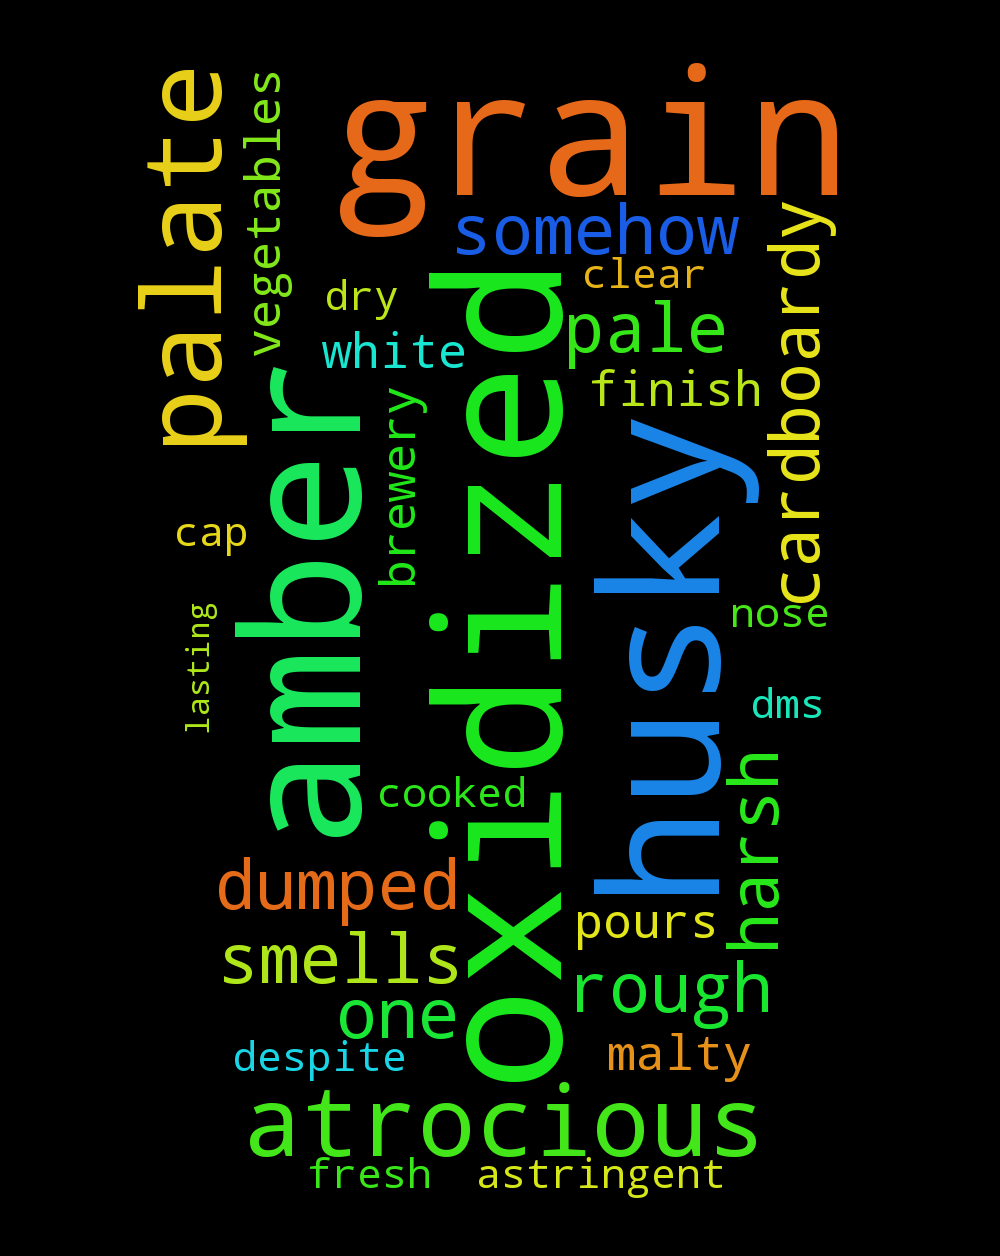 grain
palate
vegetables
somehow
cardboardy
clear
dry
oxidized
pale
white
finish
amber
brewery
husky
cap
nose
lasting
dms
harsh
cooked
dumped
pours
smells
rough
one
malty
despite
atrocious
fresh
astringent